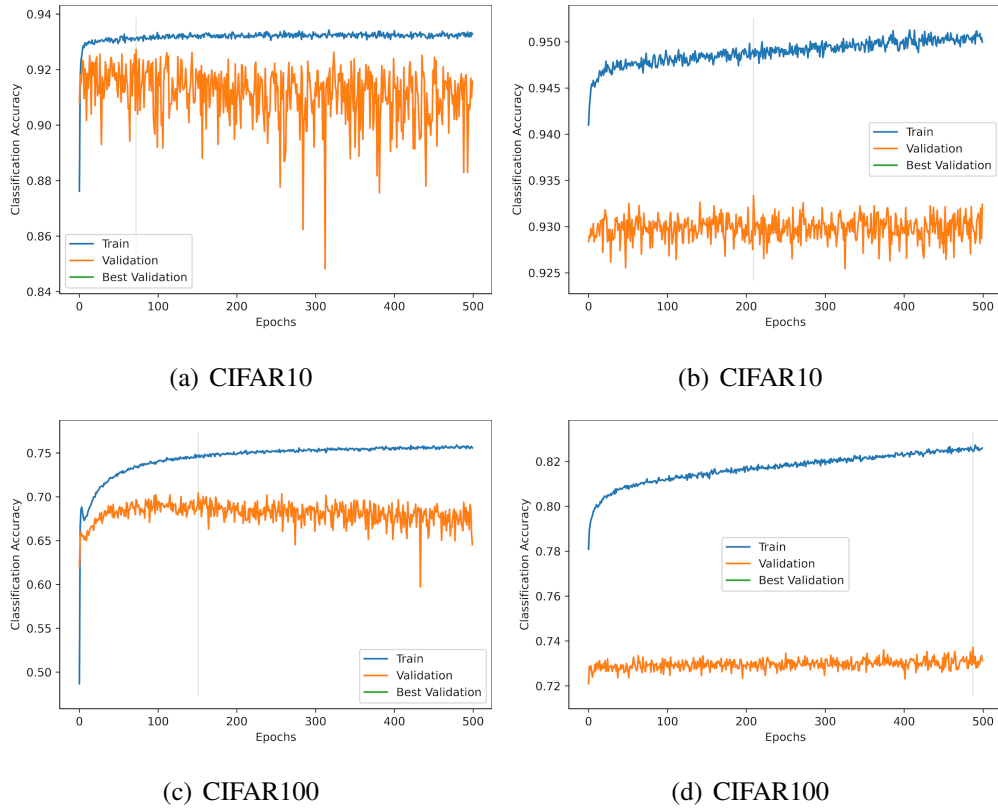 0.94
0.92
0.90
0.88
0.86
0.84
Classification Accuracy
Train
Validation
Best Validation
0 100 200 300 400 500
Epochs
(a) CIFAR10
0.950
0.945
0.940
0.935
0.930
0.925
Classification Accuracy
Train
Validation
Best Validation
0 100 200 300 400 500
Epochs
(b) CIFAR10
0.75
0.70
0.65
0.60
0.55
0.50
Classification Accuracy
Train
Validation
Best Validation
0 100 200 300 400 500
Epochs
(c) CIFAR100
0.82
0.80
0.78
0.76
0.74
0.72
Classification Accuracy
Train
Validation
Best Validation
0 100 200 300 400 500
Epochs
(d) CIFAR100